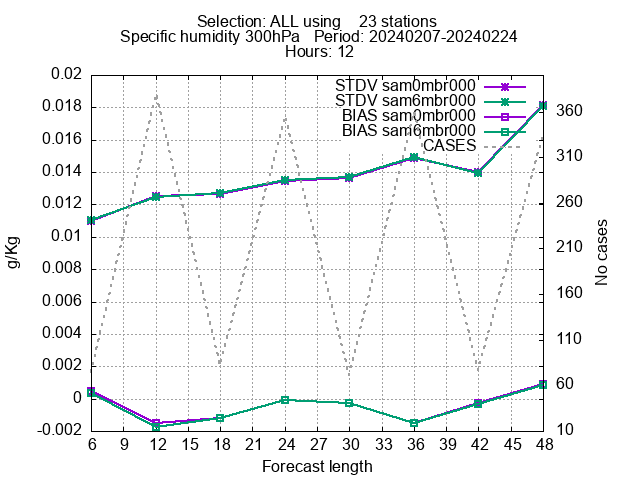 Selection: ALL using    23 stations
Specific humidity 300hPa   Period: 20240207-20240224
Hours: 12
STDV sam0mbr000
STDV sam6mbr000
BIAS sam0mbr000
BIAS sam6mbr000
CASES
0.02
0.018
0.016
0.014
0.012
0.01
0.008
0.006
0.004
0.002
0
-0.002
g/Kg
360
310
260
210
160
110
60
10
No cases
6 9 12 15 18 21 24 27 30 33 36 39 42 45 48
Forecast length